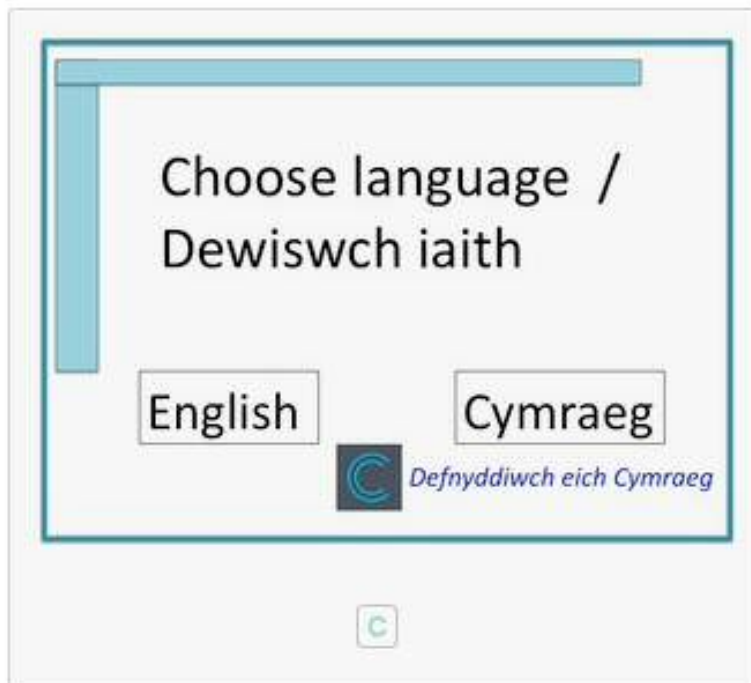 Choose language /
Dewiswch iaith
English
Cymraeg
C
Defnyddiwch eich Cymraeg
C